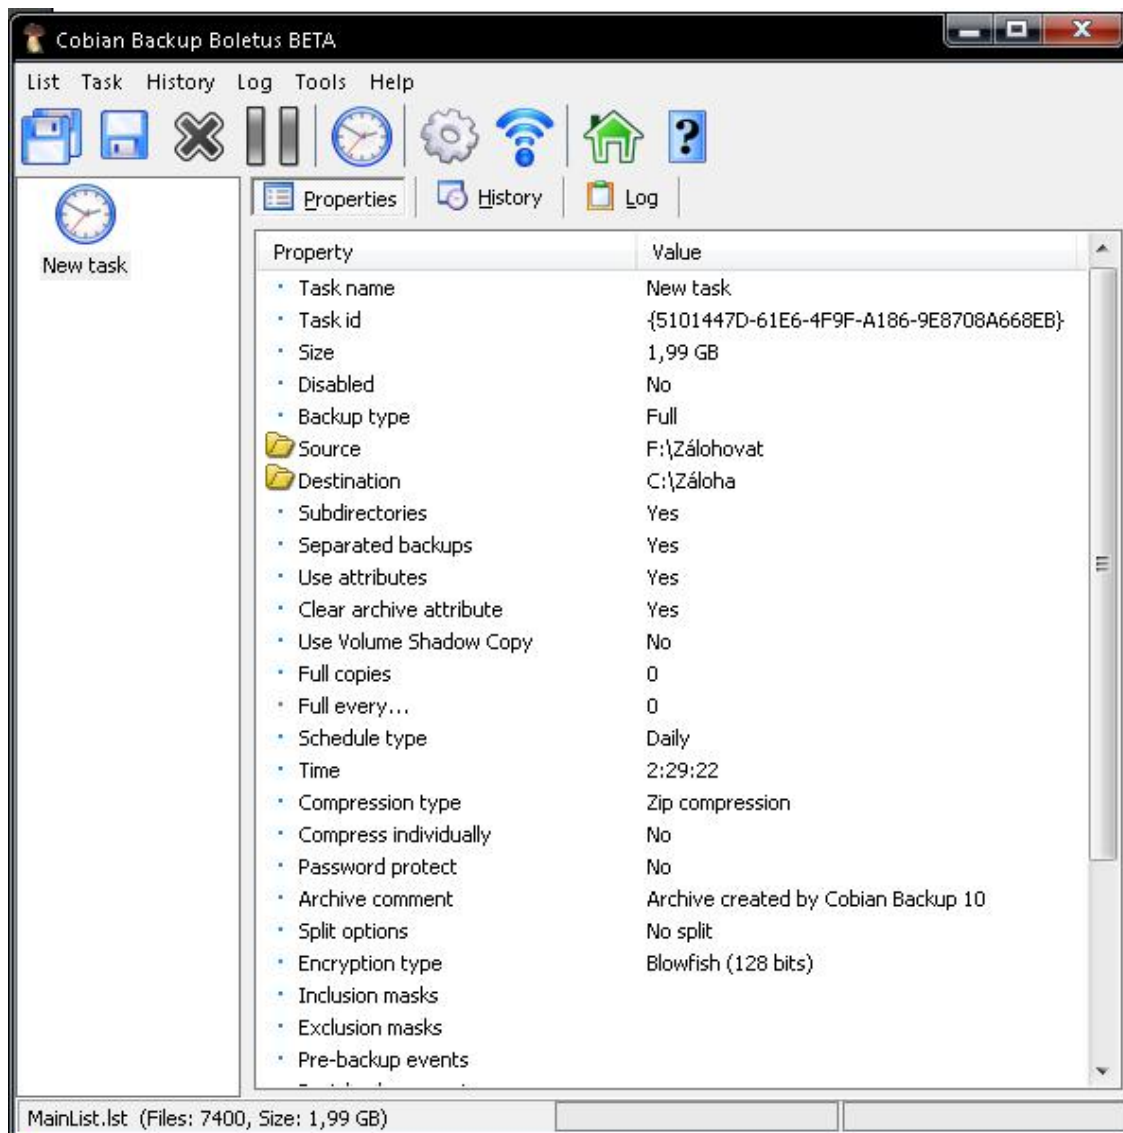 Cobian Backup Boletus BETA
List Task History Log Tools Help
Properties History Log
New task
Property Value
Task name New task
Task id {5101447D-61E6-4F9F-A186-9E8708A668EB}
Size 1,99 GB
Disabled No
Backup type Full
Source F:\Zálohovat
Destination C:\Záloha
Subdirectories Yes
Separated backups Yes
Use attributes Yes
Clear archive attribute Yes
Use Volume Shadow Copy No
Full copies 0
Full every... 0
Schedule type Daily
Time 2:29:22
Compression type Zip compression
Compress individually No
Password protect No
Archive comment Archive created by Cobian Backup 10
Split options No split
Encryption type Blowfish (128 bits)
Inclusion masks
Exclusion masks
Pre-backup events
MainList.lst (Files: 7400, Size: 1,99 GB)